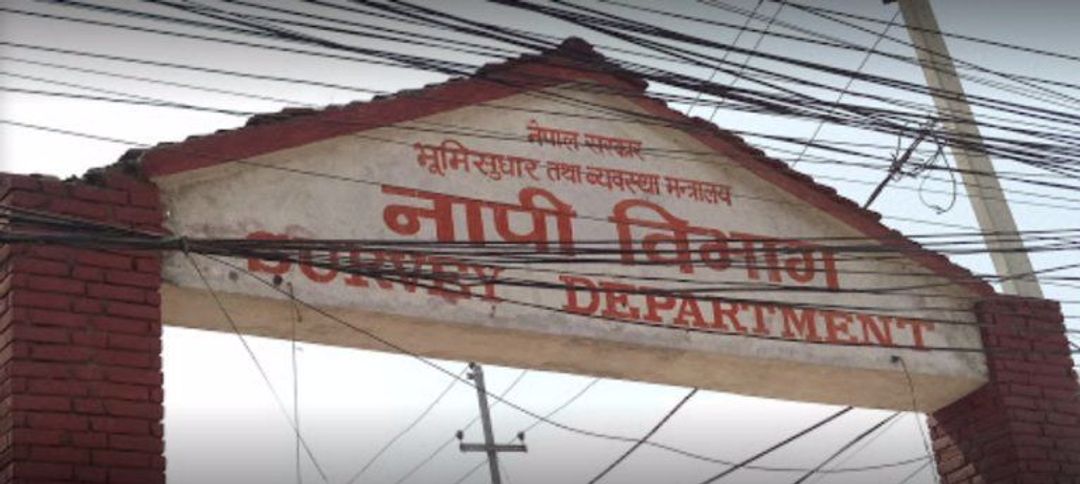 नेपाल सरकार
भूमिसुधार तथा व्यवस्था मन्त्रालय
नापी विभाग
SURVEY DEPARTMENT